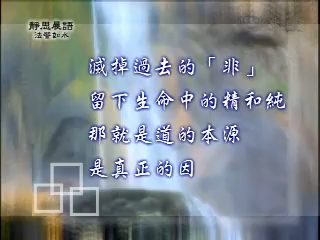 靜思晨語
法譬如水
滅掉過去的「非」
留下生命中的精和純
那就是道的本源
是真正的因